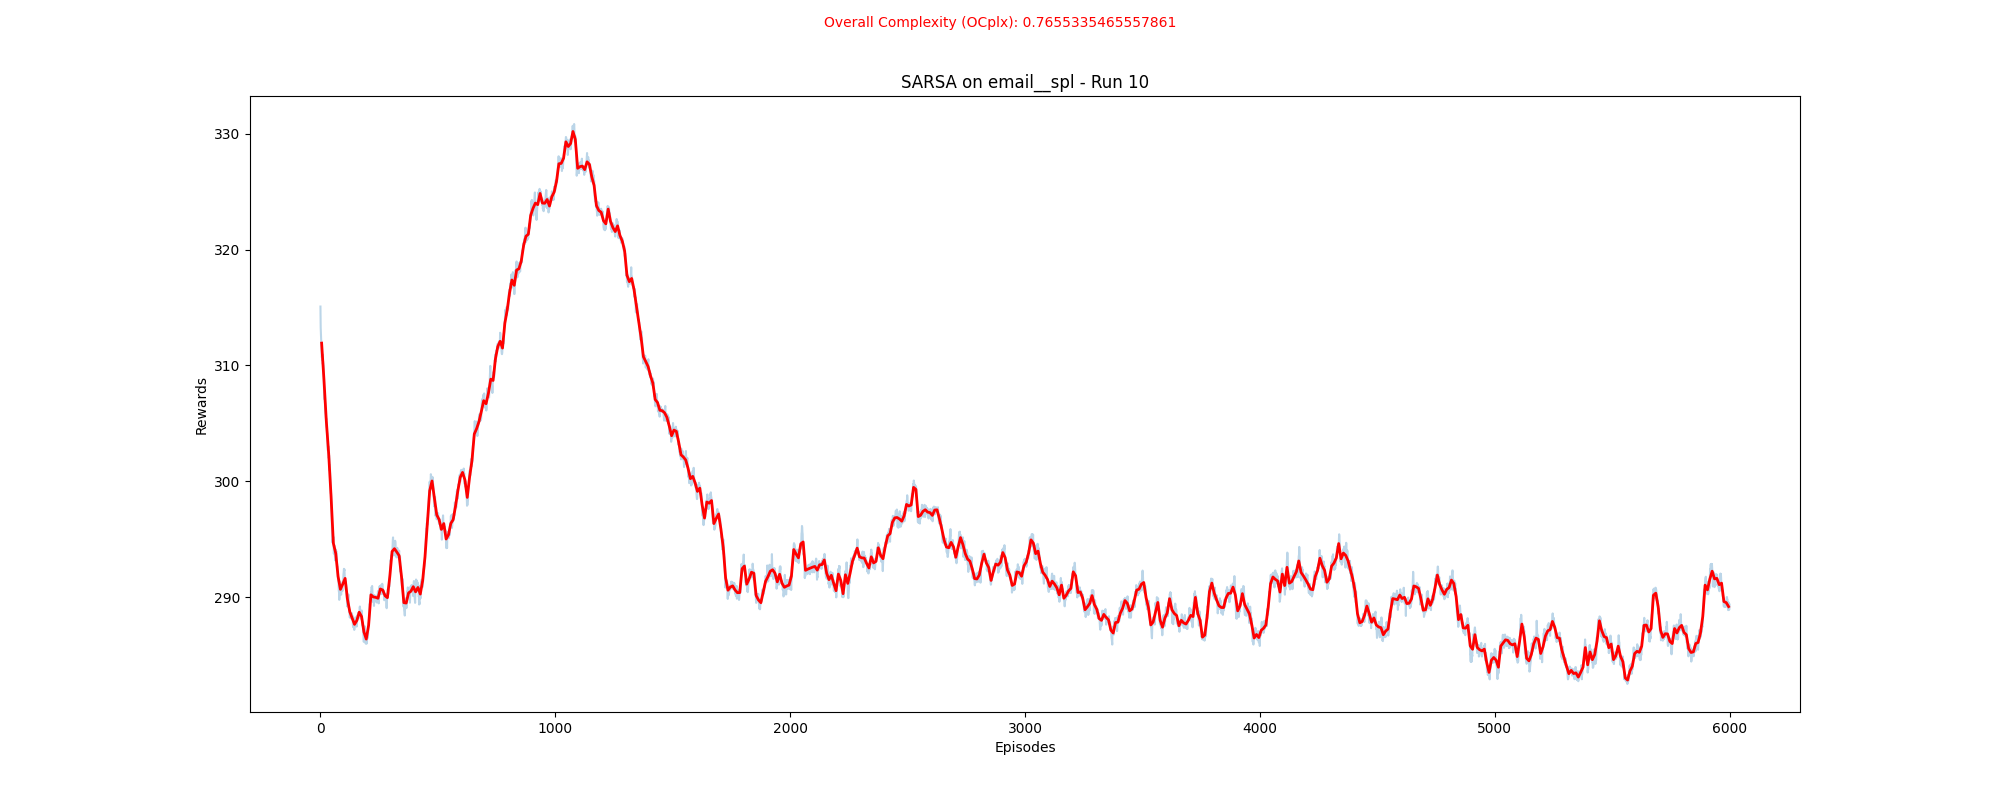 Overall Complexity (OCplx): 0.7655335465557861
SARSA on email__spl - Run 10
330
320
310
300
290
Rewards
0 1000 2000 3000 4000 5000 6000
Episodes